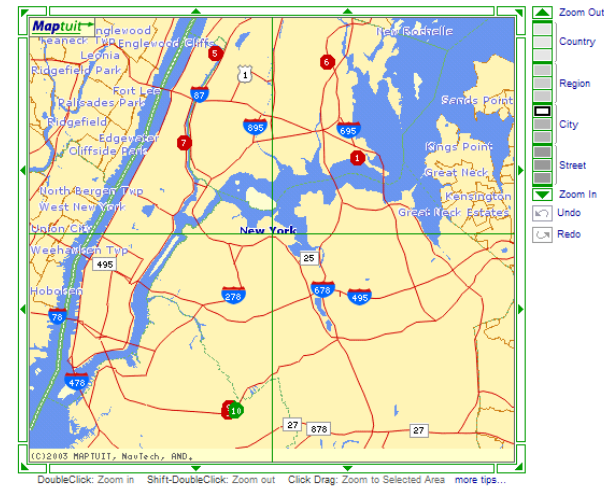 Maptuit
Inglewood
Teaneck Twp Englewood Cliffs
Leonia
Ridgefield Park
Fort Lee
Palisades Park
Ridgefield
Edgewater
Cliffside Park
North Bergen Twp
West New York
Union City
Weehawken Twp
Hoboken
New Rochelle
Sands Point
Kings Point
Great Neck
Kensington
Great Neck Estates
New York
5
6
1
87
895
695
7
1
495
25
278
678
495
78
478
10
27
878
27
(C)2003 MAPTUIT, NavTech, AND.
Zoom Out
Country
Region
City
Street
Zoom In
Undo
Redo
DoubleClick: Zoom in Shift-DoubleClick: Zoom out Click Drag: Zoom to Selected Area more tips...